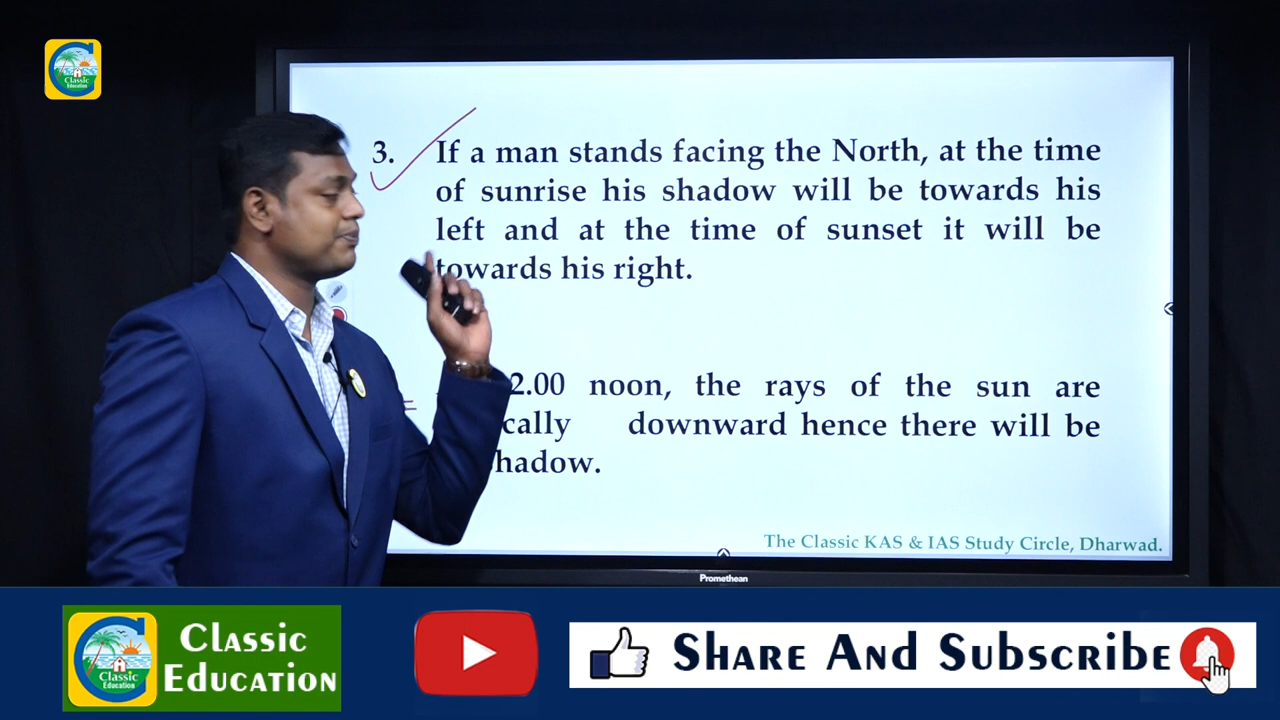 Classic
Education
3. If a man stands facing the North, at the time
of sunrise his shadow will be towards his
left and at the time of sunset it will be
towards his right.
2.00 noon, the rays of the sun are
cally downward hence there will be
hadow.
The Classic KAS & IAS Study Circle, Dharwad.
Promethean
Classic
Education
Classic
Education
Share And Subscribe